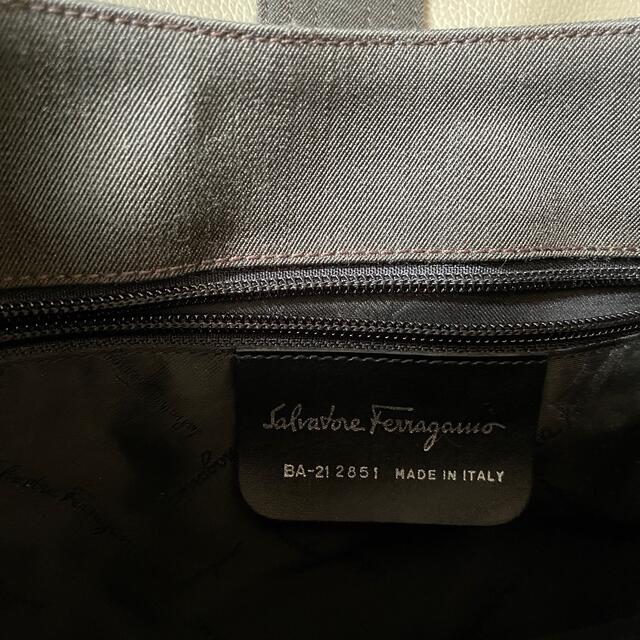 Salvatore Ferragamo
BA-21 2851 MADE IN ITALY